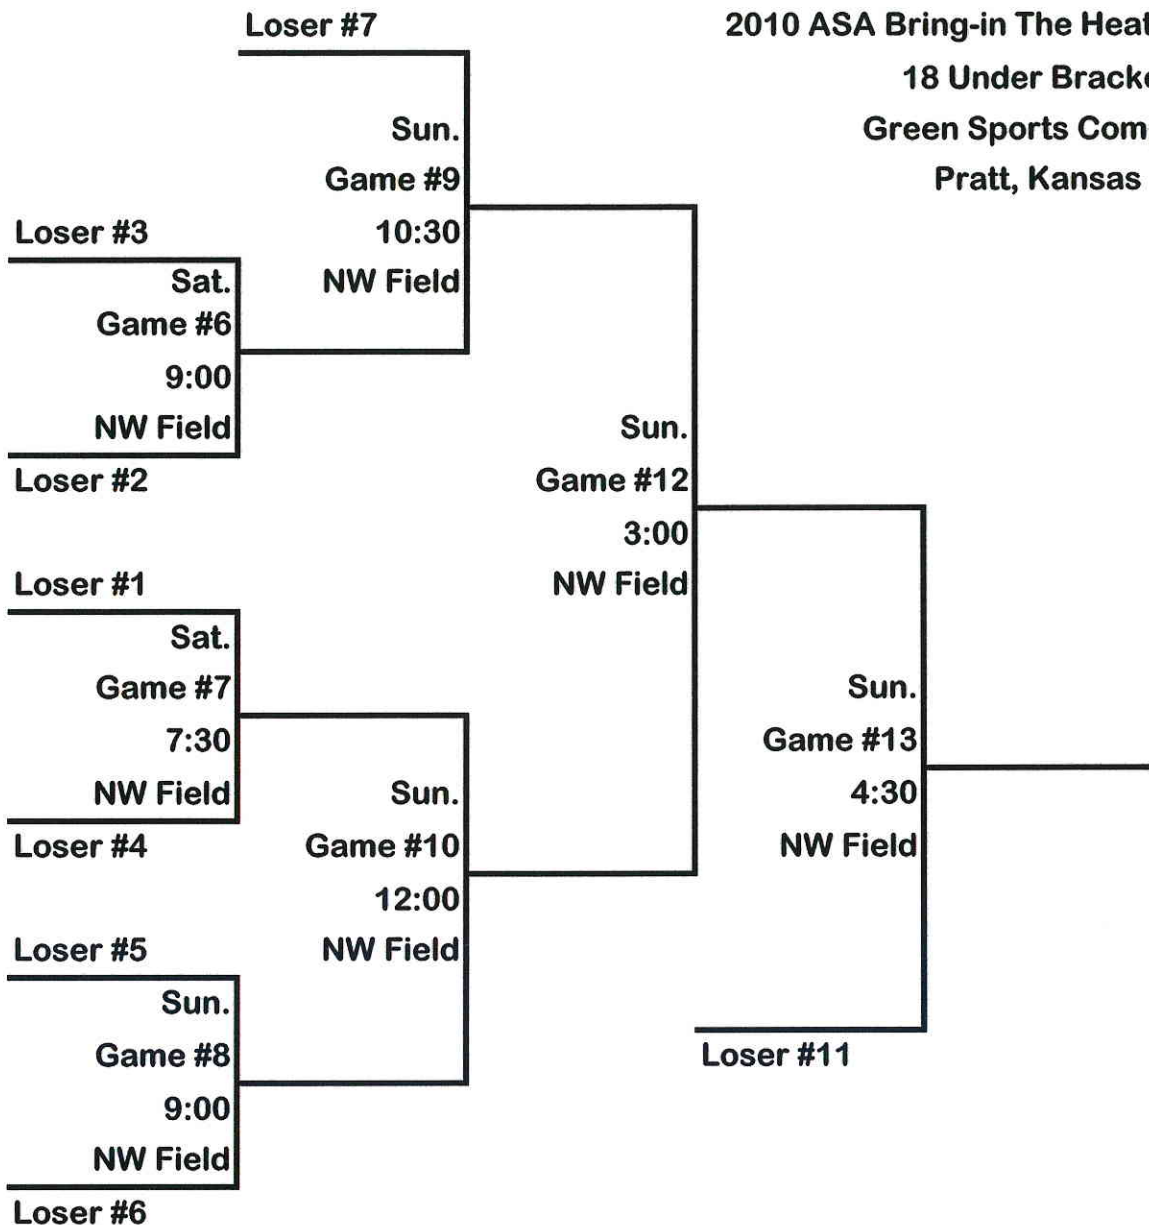 Loser #7
2010 ASA Bring-in The Heat
18 Under Bracke
Green Sports Com
Pratt, Kansas
Sun.
Game #9
10:30
NW Field
Loser #3
Sat.
Game #6
9:00
NW Field
Loser #2
Sun.
Game #12
3:00
NW Field
Loser #1
Sat.
Game #7
7:30
NW Field
Loser #4
Sun.
Game #10
12:00
NW Field
Sun.
Game #13
4:30
NW Field
Loser #5
Sun.
Game #8
9:00
NW Field
Loser #6
Loser #11